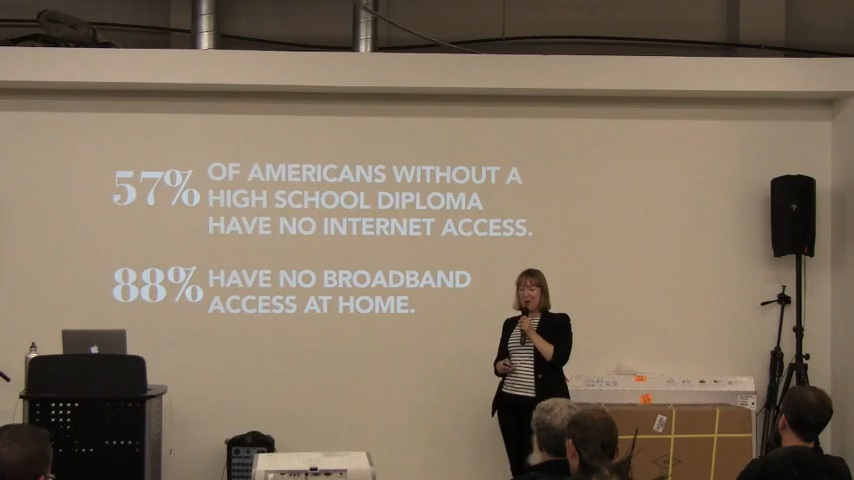 57% OF AMERICANS WITHOUT A
HIGH SCHOOL DIPLOMA
HAVE NO INTERNET ACCESS.
88% HAVE NO BROADBAND
ACCESS AT HOME.